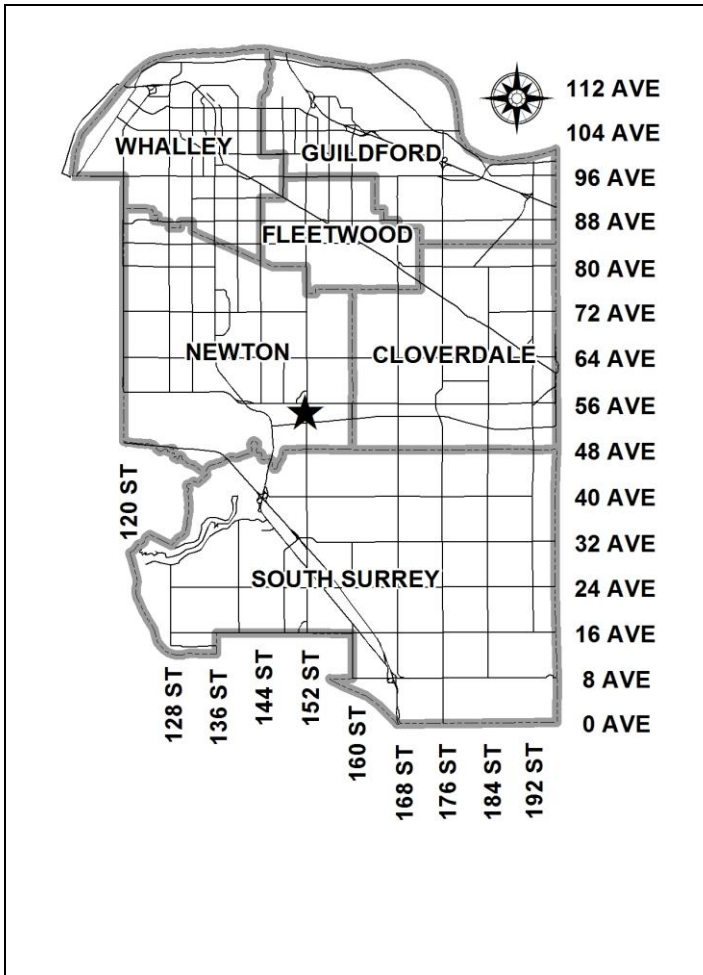 112 AVE
104 AVE
WHALLEY
GUILDFORD
96 AVE
88 AVE
FLEETWOOD
80 AVE
72 AVE
NEWTON
CLOVERDALE
64 AVE
56 AVE
48 AVE
120 ST
40 AVE
32 AVE
SOUTH SURREY
24 AVE
16 AVE
128 ST
136 ST
144 ST
152 ST
160 ST
168 ST
176 ST
184 ST
192 ST
8 AVE
0 AVE